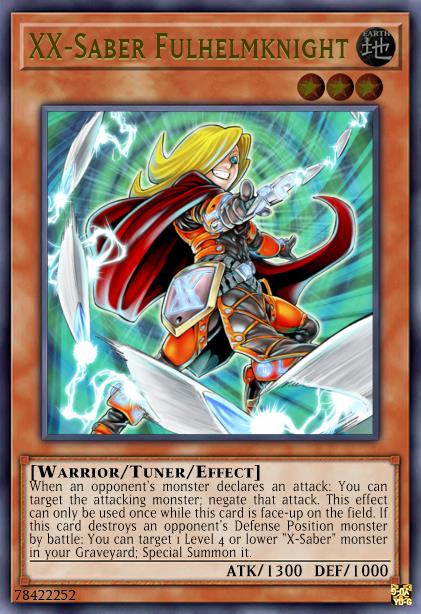 XX-Saber Fulhelmknight
EARTH
地
[Warrior/Tuner/Effect]
When an opponent's monster declares an attack: You can
target the attacking monster; negate that attack. This effect
can only be used once while this card is face-up on the field. If
this card destroys an opponent's Defense Position monster
by battle: You can target 1 Level 4 or lower "X-Saber" monster
in your Graveyard; Special Summon it.
ATK/1300 DEF/1000
78422252